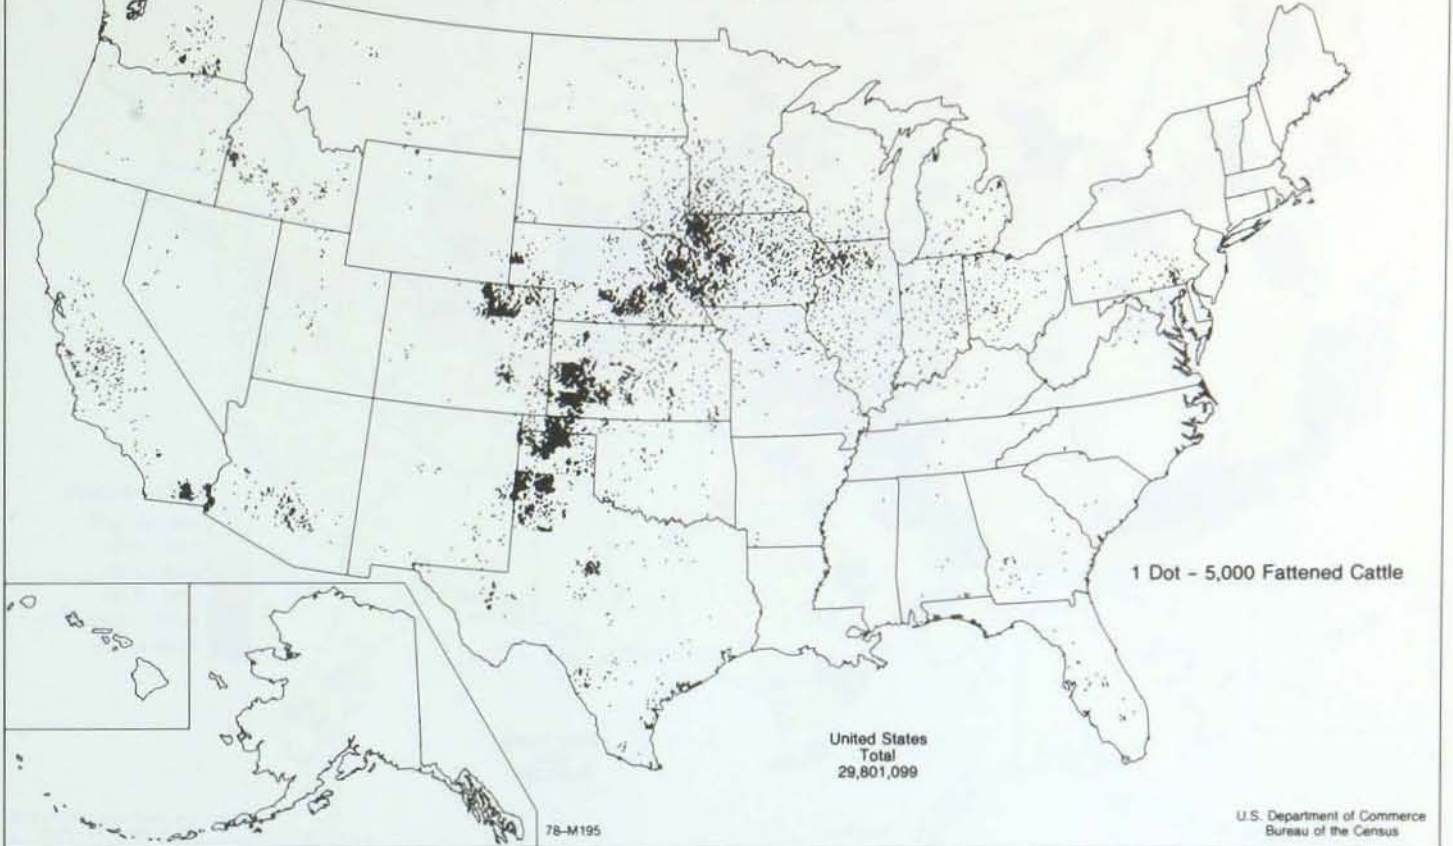 1 Dot – 5,000 Fattened Cattle
United States
Total
29,801,099
78–M195
U.S. Department of Commerce
Bureau of the Census